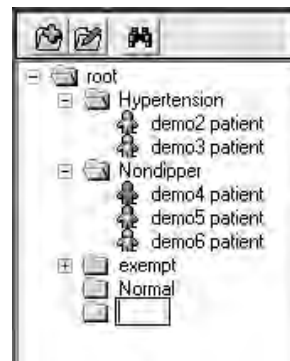 root
Hypertension
demo2 patient
demo3 patient
Nondipper
demo4 patient
demo5 patient
demo6 patient
exempt
Normal